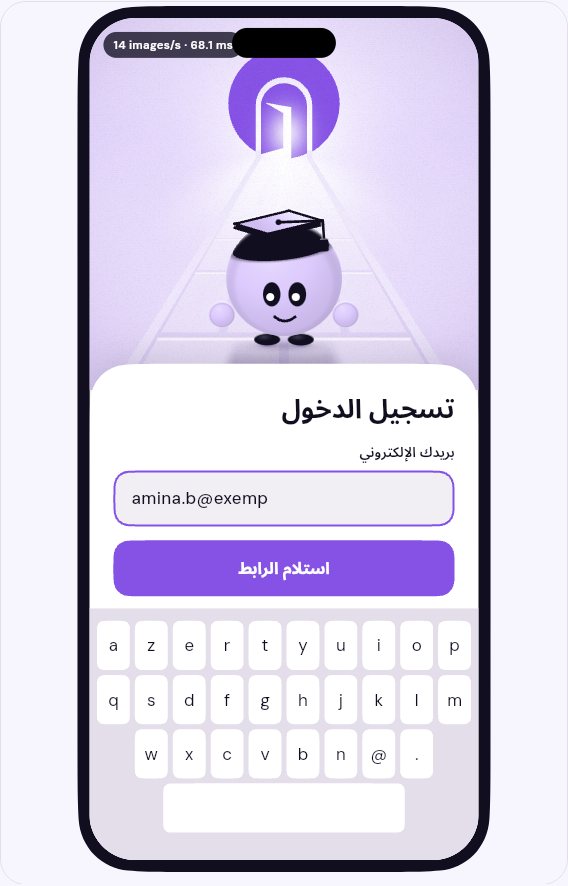 14 images/s · 68.1 ms
تسجيل الدخول
بريدك الإلكتروني
amina.b@exemp
استلام الرابط
a z e r t y u i o p
q s d f g h j k l m
w x c v b n @ .